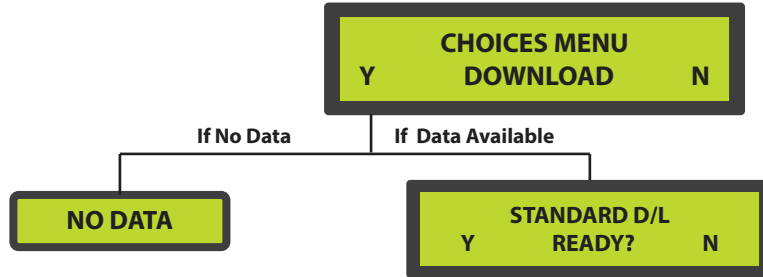 CHOICES MENU
Y DOWNLOAD N
If No Data If Data Available
NO DATA
STANDARD D/L
Y READY? N